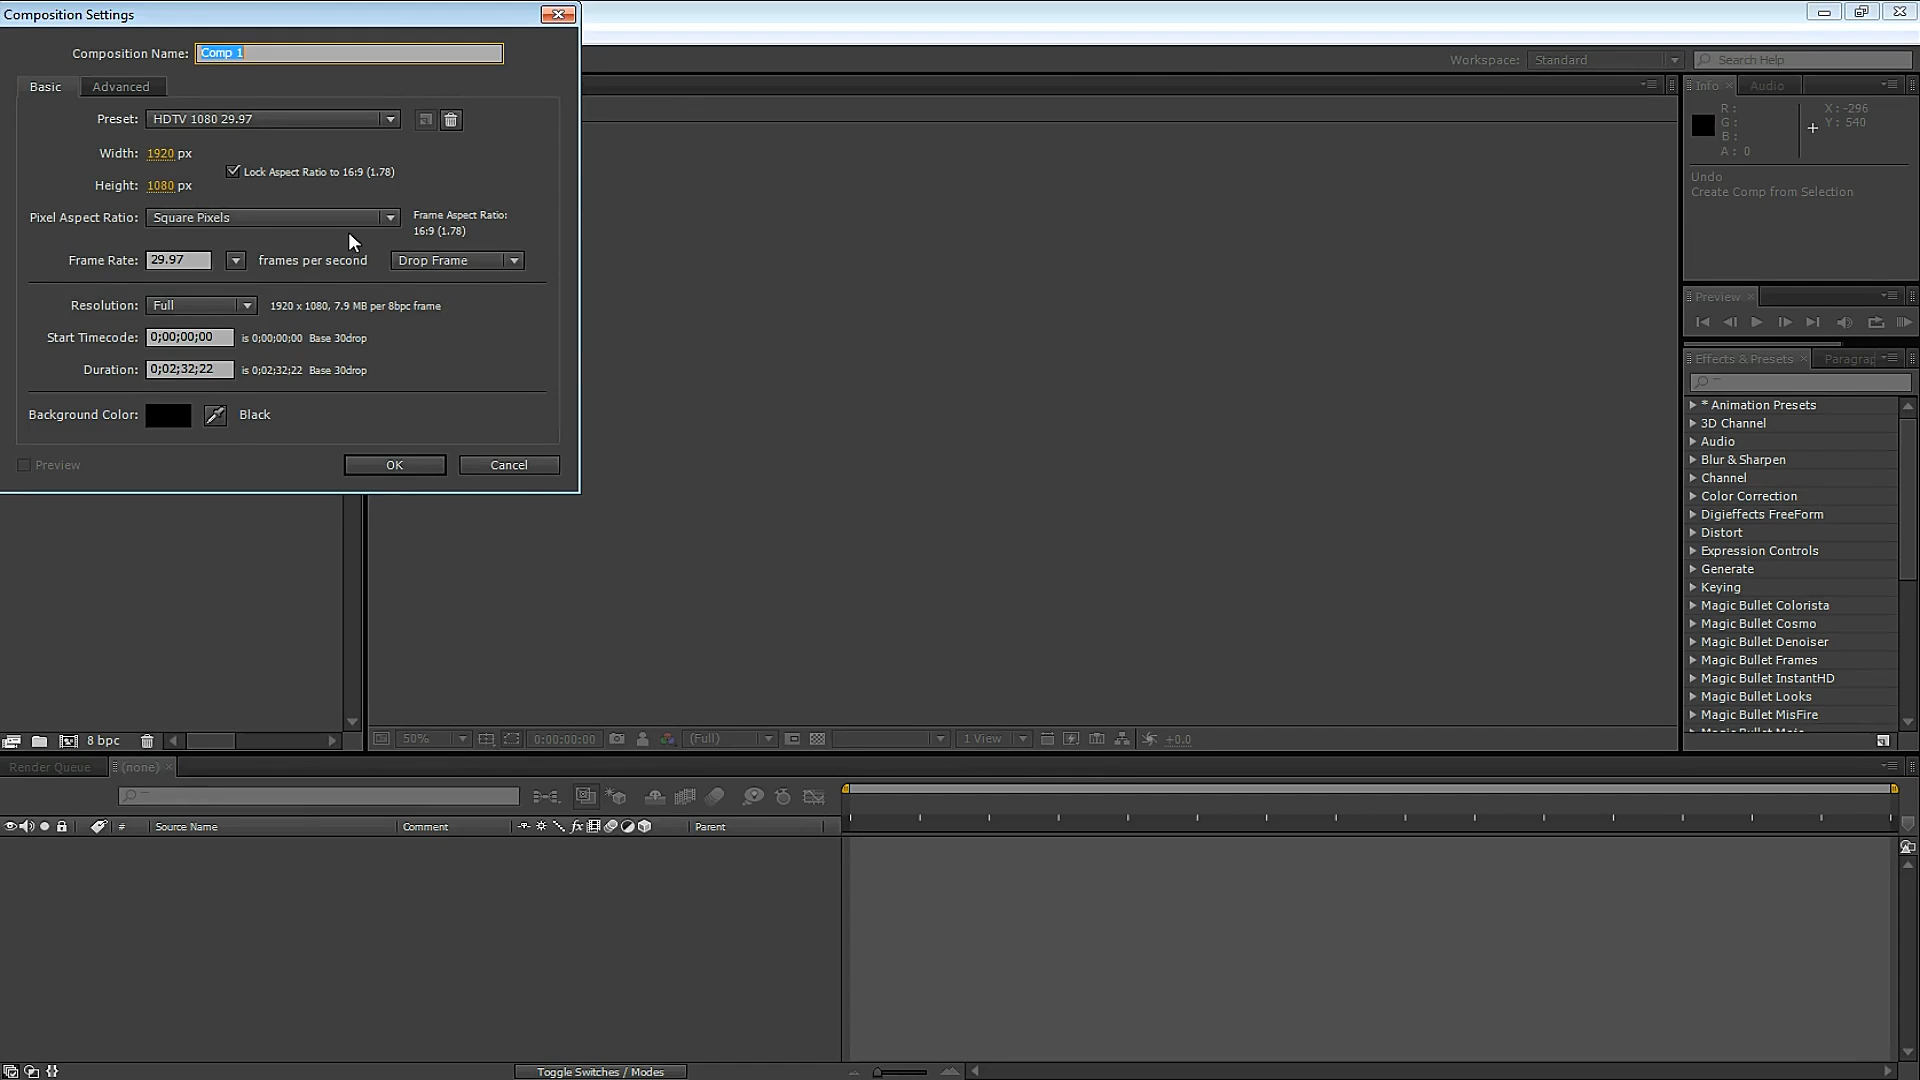 Composition Settings
Composition Name: Comp 1
Basic Advanced
Preset: HDTV 1080 29.97
Width: 1920 px
Lock Aspect Ratio to 16:9 (1.78)
Height: 1080 px
Pixel Aspect Ratio: Square Pixels
Frame Aspect Ratio:
16:9 (1.78)
Frame Rate: 29.97 frames per second Drop Frame
Resolution: Full 1920 x 1080, 7.9 MB per 8bpc frame
Start Timecode: 0;00;00;00 is 0;00;00;00 Base 30drop
Duration: 0;02;32;22 is 0;02;32;22 Base 30drop
Background Color: Black
Preview OK Cancel
Workspace: Standard Search Help
Info Audio
R:
G:
B:
A: 0
X: -296
Y: 540
Undo
Create Comp from Selection
Preview
Effects & Presets Paragrap
* Animation Presets
3D Channel
Audio
Blur & Sharpen
Channel
Color Correction
Digieffects FreeForm
Distort
Expression Controls
Generate
Keying
Magic Bullet Colorista
Magic Bullet Cosmo
Magic Bullet Denoiser
Magic Bullet Frames
Magic Bullet InstantHD
Magic Bullet Looks
Magic Bullet MisFire
8 bpc
50% 0:00:00:00 (Full) 1 View +0.0
Render Queue (none)
# Source Name Comment fx Parent
Toggle Switches / Modes